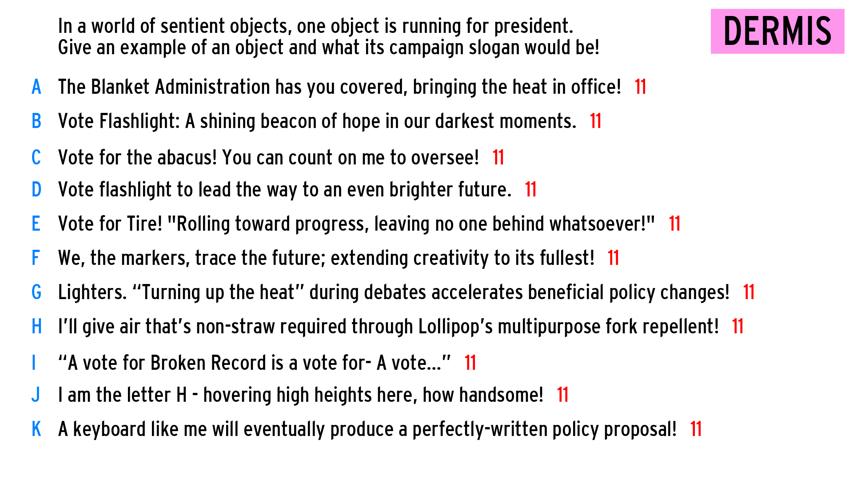 In a world of sentient objects, one object is running for president.
Give an example of an object and what its campaign slogan would be!
DERMIS
A The Blanket Administration has you covered, bringing the heat in office! 11
B Vote Flashlight: A shining beacon of hope in our darkest moments. 11
C Vote for the abacus! You can count on me to oversee! 11
D Vote flashlight to lead the way to an even brighter future. 11
E Vote for Tire! "Rolling toward progress, leaving no one behind whatsoever!" 11
F We, the markers, trace the future; extending creativity to its fullest! 11
G Lighters. “Turning up the heat” during debates accelerates beneficial policy changes! 11
H I’ll give air that’s non-straw required through Lollipop’s multipurpose fork repellent! 11
I “A vote for Broken Record is a vote for- A vote...” 11
J I am the letter H - hovering high heights here, how handsome! 11
K A keyboard like me will eventually produce a perfectly-written policy proposal! 11